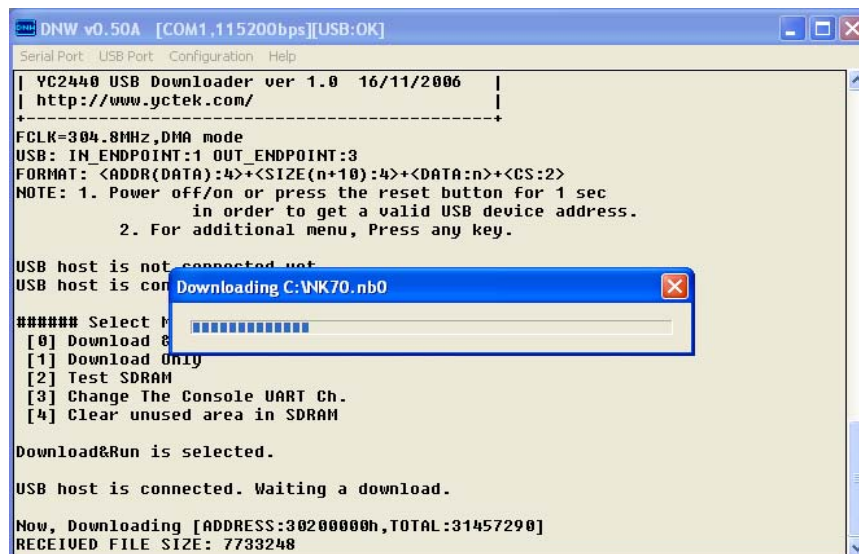 DNW v0.50A [COM1,115200bps][USB:OK]
Serial Port USB Port Configuration Help
| YC2440 USB Downloader ver 1.0 16/11/2006 |
| http://www.yctek.com/ |
+-----------------------------------------------+
FCLK=304.8MHz,DMA mode
USB: IN_ENDPOINT:1 OUT_ENDPOINT:3
FORMAT: <ADDR(DATA):4>+<SIZE(n+10):4>+<DATA:n>+<CS:2>
NOTE: 1. Power off/on or press the reset button for 1 sec
in order to get a valid USB device address.
2. For additional menu, Press any key.
USB host is not connected yet.
USB host is con
Downloading C:\NK70.nb0
###### Select M
[0] Download &
[1] Download Only
[2] Test SDRAM
[3] Change The Console UART Ch.
[4] Clear unused area in SDRAM
Download&Run is selected.
USB host is connected. Waiting a download.
Now, Downloading [ADDRESS:30200000h,TOTAL:31457290]
RECEIVED FILE SIZE: 7733248